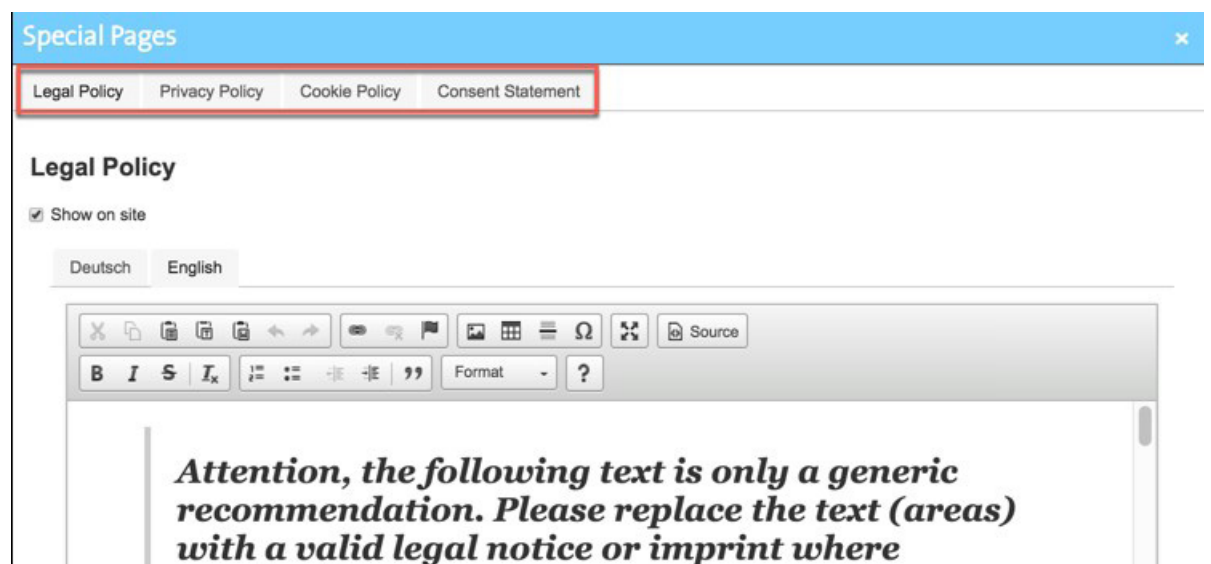 Special Pages ×
Legal Policy Privacy Policy Cookie Policy Consent Statement
Legal Policy
Show on site
Deutsch English
Ω Source
B I S Ix Format ?
Attention, the following text is only a generic
recommendation. Please replace the text (areas)
with a valid legal notice or imprint where